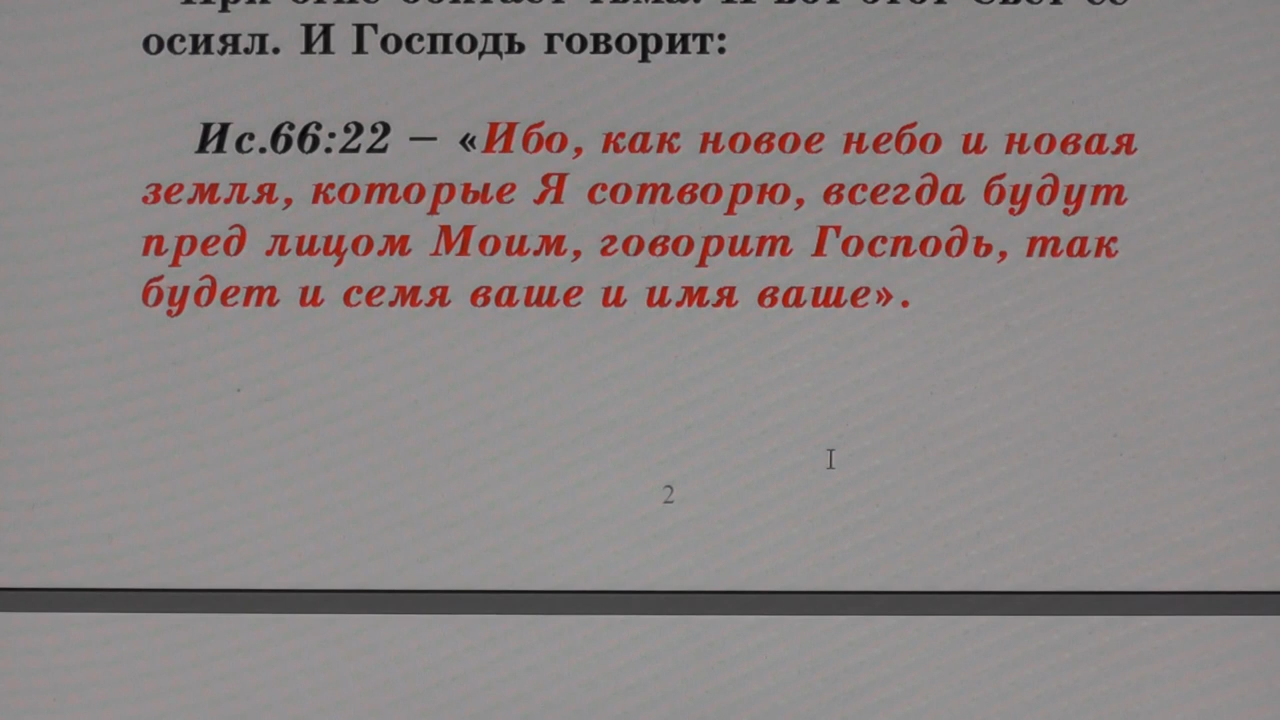 осиял. И Господь говорит:
Ис.66:22 – «Ибо, как новое небо и новая
земля, которые Я сотворю, всегда будут
пред лицом Моим, говорит Господь, так
будет и семя ваше и имя ваше».
2